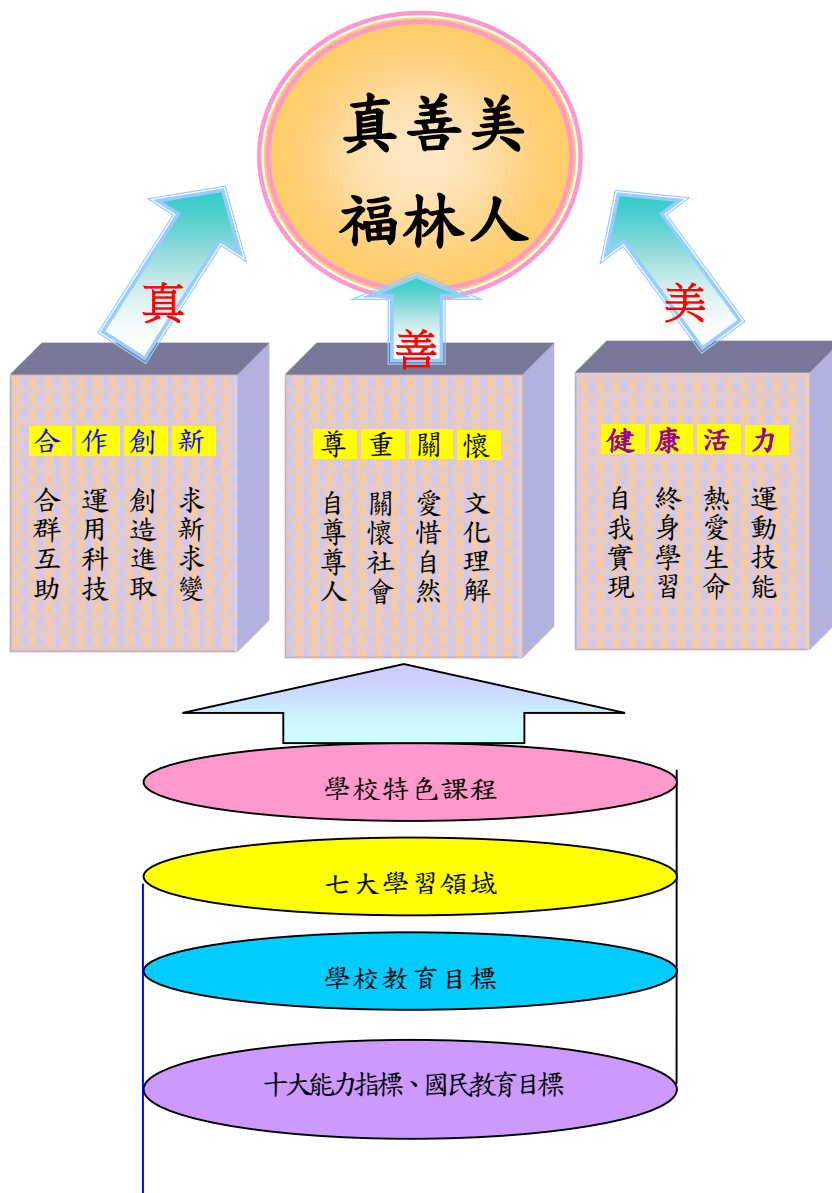 真善美
福林人
真
善
美
合作創新
合群互助
運用科技
創造進取
求新求變
尊重關懷
自尊尊人
關懷社會
愛惜自然
文化理解
健康活力
自我實現
終身學習
熱愛生命
運動技能
學校特色課程
七大學習領域
學校教育目標
十大能力指標、國民教育目標